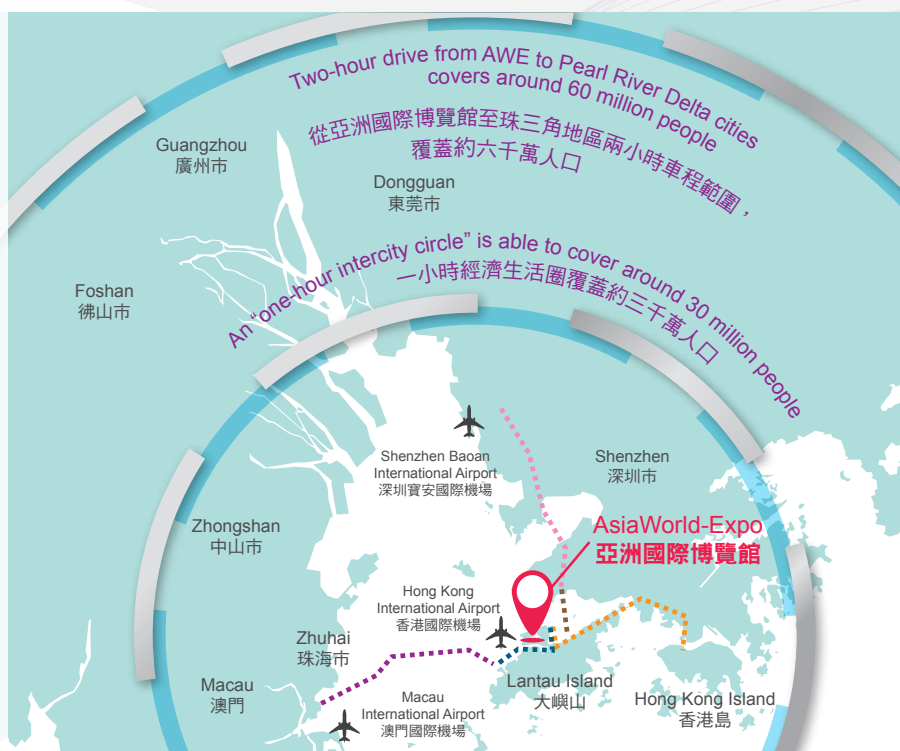 Two-hour drive from AWE to Pearl River Delta cities
covers around 60 million people
從亞洲國際博覽館至珠三角地區兩小時車程範圍，
覆蓋約六千萬人口
Guangzhou
廣州市
Dongguan
東莞市
An “one-hour intercity circle” is able to cover around 30 million people
一小時經濟生活圈覆蓋約三千萬人口
Foshan
彿山市
Shenzhen Baoan
International Airport
深圳寶安國際機場
Shenzhen
深圳市
Zhongshan
中山市
AsiaWorld-Expo
亞洲國際博覽館
Hong Kong
International Airport
香港國際機場
Zhuhai
珠海市
Macau
澳門
Macau
International Airport
澳門國際機場
Lantau Island
大嶼山
Hong Kong Island
香港島